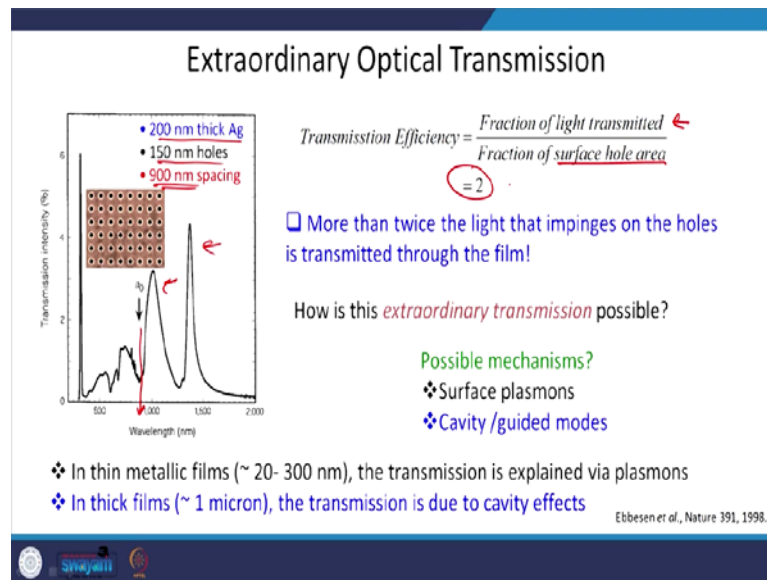 Extraordinary Optical Transmission
• 200 nm thick Ag
• 150 nm holes
• 900 nm spacing
Transmission intensity (%)
6
4
2
0
a₀
500
1,000
1,500
2,000
Wavelength (nm)
Transmisstion Efficiency = Fraction of light transmitted
Fraction of surface hole area
= 2
❑ More than twice the light that impinges on the holes
is transmitted through the film!
How is this extraordinary transmission possible?
Possible mechanisms?
❖Surface plasmons
❖Cavity /guided modes
❖ In thin metallic films (~ 20- 300 nm), the transmission is explained via plasmons
❖ In thick films (~ 1 micron), the transmission is due to cavity effects
Ebbesen et al., Nature 391, 1998.
swayam